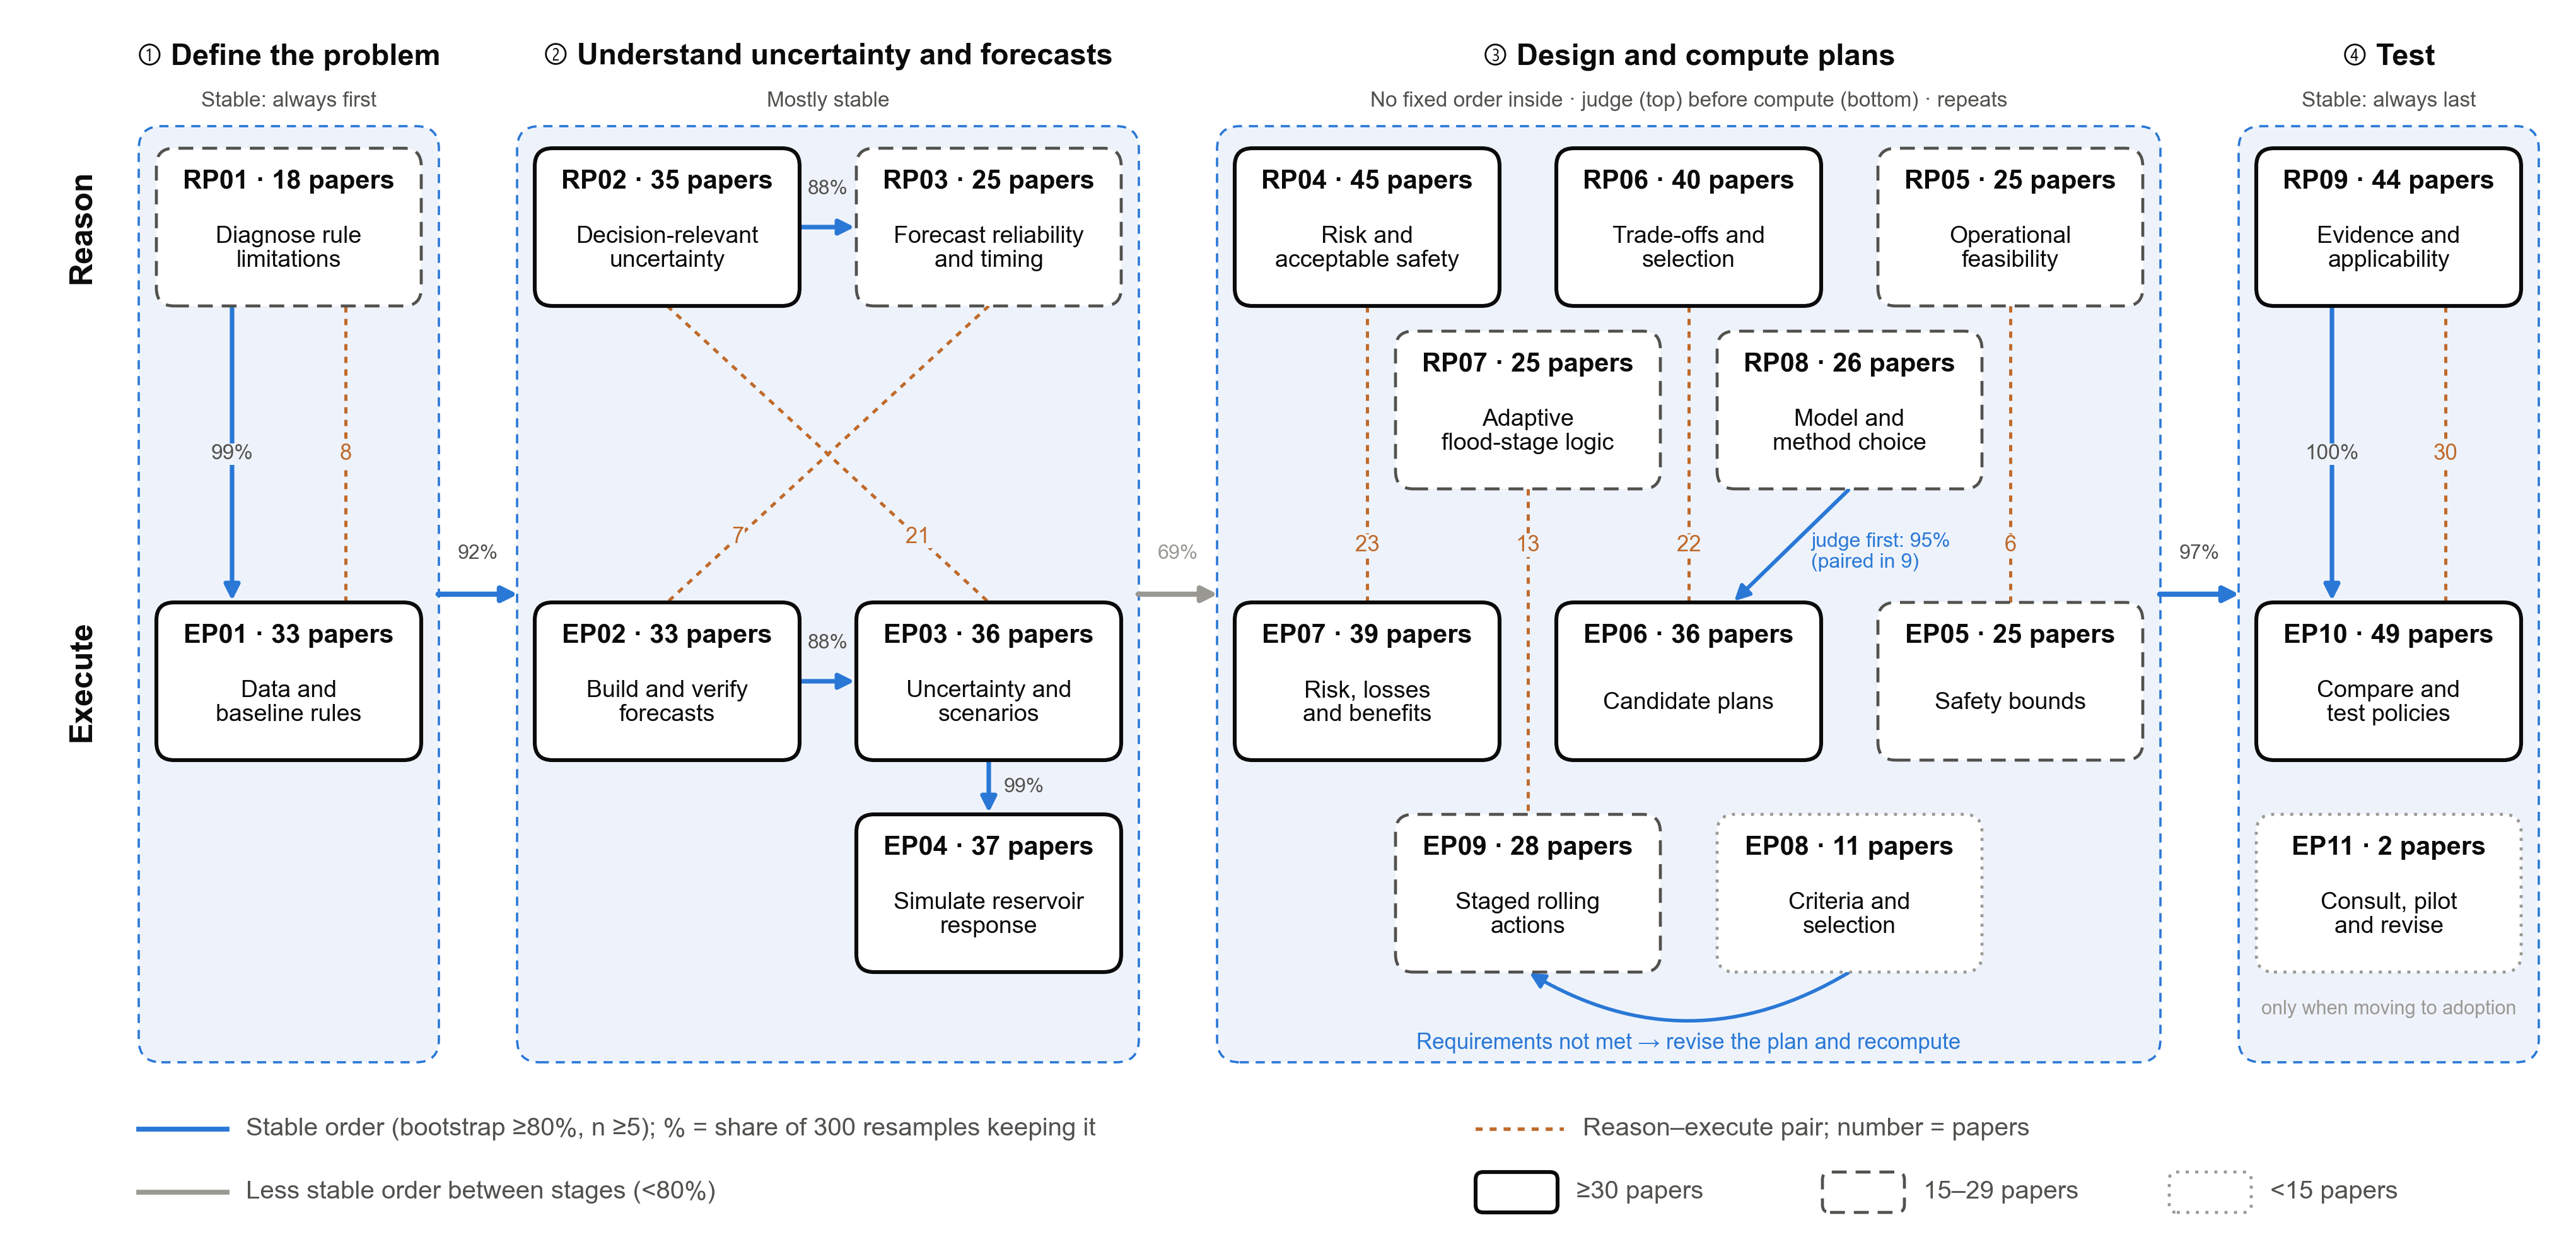 ① Define the problem
Stable: always first
② Understand uncertainty and forecasts
Mostly stable
③ Design and compute plans
No fixed order inside · judge (top) before compute (bottom) · repeats
④ Test
Stable: always last
Reason
Execute
RP01 · 18 papers
Diagnose rule
limitations
99%
8
EP01 · 33 papers
Data and
baseline rules
92%
RP02 · 35 papers
Decision-relevant
uncertainty
88%
RP03 · 25 papers
Forecast reliability
and timing
7
21
EP02 · 33 papers
Build and verify
forecasts
88%
EP03 · 36 papers
Uncertainty and
scenarios
99%
EP04 · 37 papers
Simulate reservoir
response
69%
RP04 · 45 papers
Risk and
acceptable safety
RP06 · 40 papers
Trade-offs and
selection
RP05 · 25 papers
Operational
feasibility
RP07 · 25 papers
Adaptive
flood-stage logic
RP08 · 26 papers
Model and
method choice
23
13
22
judge first: 95%
(paired in 9)
6
EP07 · 39 papers
Risk, losses
and benefits
EP06 · 36 papers
Candidate plans
EP05 · 25 papers
Safety bounds
EP09 · 28 papers
Staged rolling
actions
EP08 · 11 papers
Criteria and
selection
Requirements not met → revise the plan and recompute
97%
RP09 · 44 papers
Evidence and
applicability
100%
30
EP10 · 49 papers
Compare and
test policies
EP11 · 2 papers
Consult, pilot
and revise
only when moving to adoption
Stable order (bootstrap ≥80%, n ≥5); % = share of 300 resamples keeping it
Less stable order between stages (<80%)
Reason–execute pair; number = papers
≥30 papers
15–29 papers
<15 papers